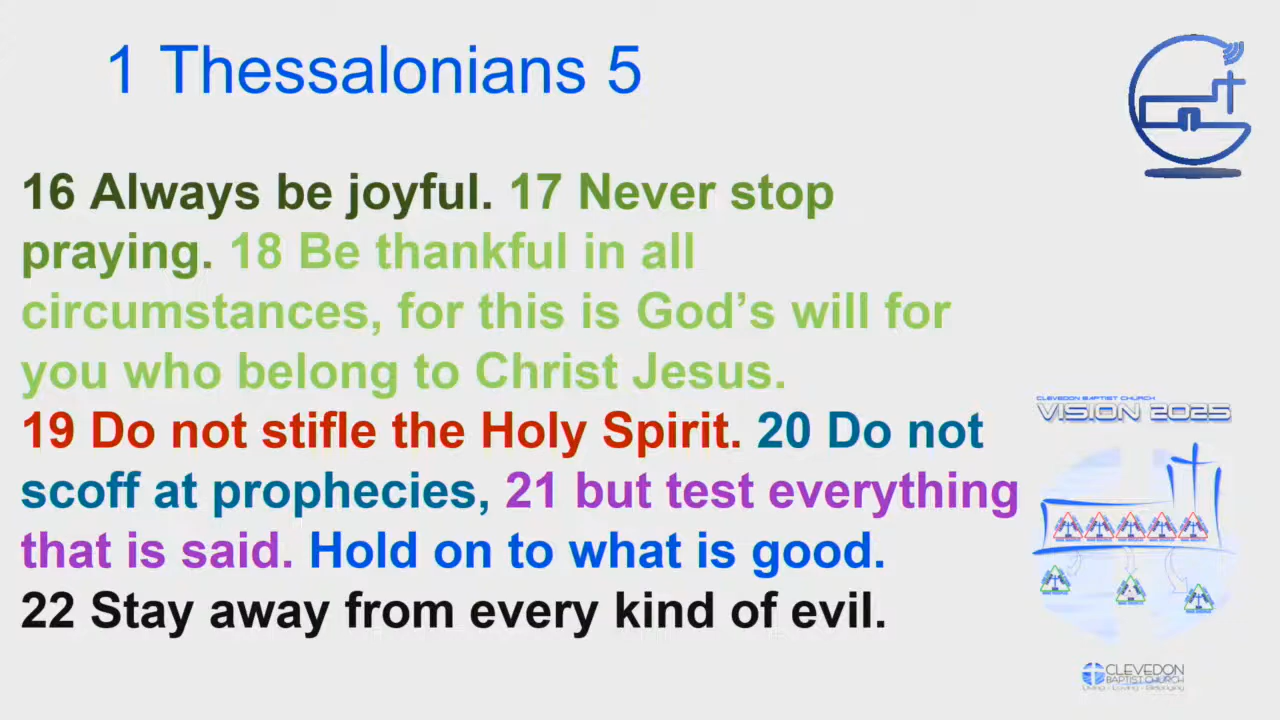 1 Thessalonians 5
16 Always be joyful. 17 Never stop
praying. 18 Be thankful in all
circumstances, for this is God’s will for
you who belong to Christ Jesus.
19 Do not stifle the Holy Spirit. 20 Do not
scoff at prophecies, 21 but test everything
that is said. Hold on to what is good.
22 Stay away from every kind of evil.
CLEVEDON BAPTIST CHURCH
VISION 2025
CLEVEDON
BAPTIST CHURCH
Living - Loving - Belonging